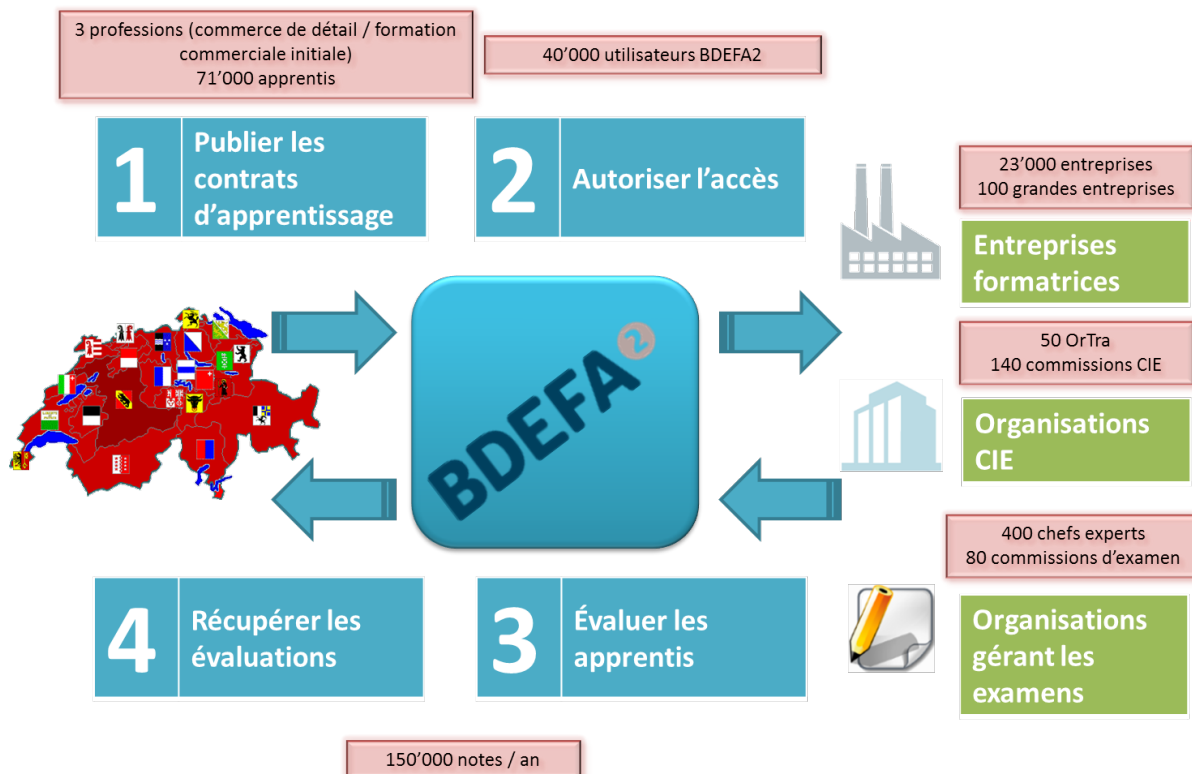 3 professions (commerce de détail / formation
commerciale initiale)
71’000 apprentis
40’000 utilisateurs BDEFA2
1
Publier les
contrats
d’apprentissage
2
Autoriser l’accès
23’000 entreprises
100 grandes entreprises
Entreprises
formatrices
BDEFA2
50 OrTra
140 commissions CIE
Organisations
CIE
400 chefs experts
80 commissions d’examen
4
Récupérer les
évaluations
3
Évaluer les
apprentis
Organisations
gérant les
examens
150’000 notes / an